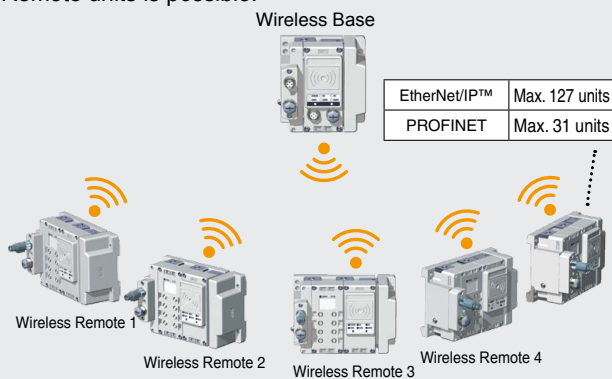 Remote units is possible.
Wireless Base
EtherNet/IP™ Max. 127 units
PROFINET Max. 31 units
Wireless Remote 1
Wireless Remote 2
Wireless Remote 3
Wireless Remote 4